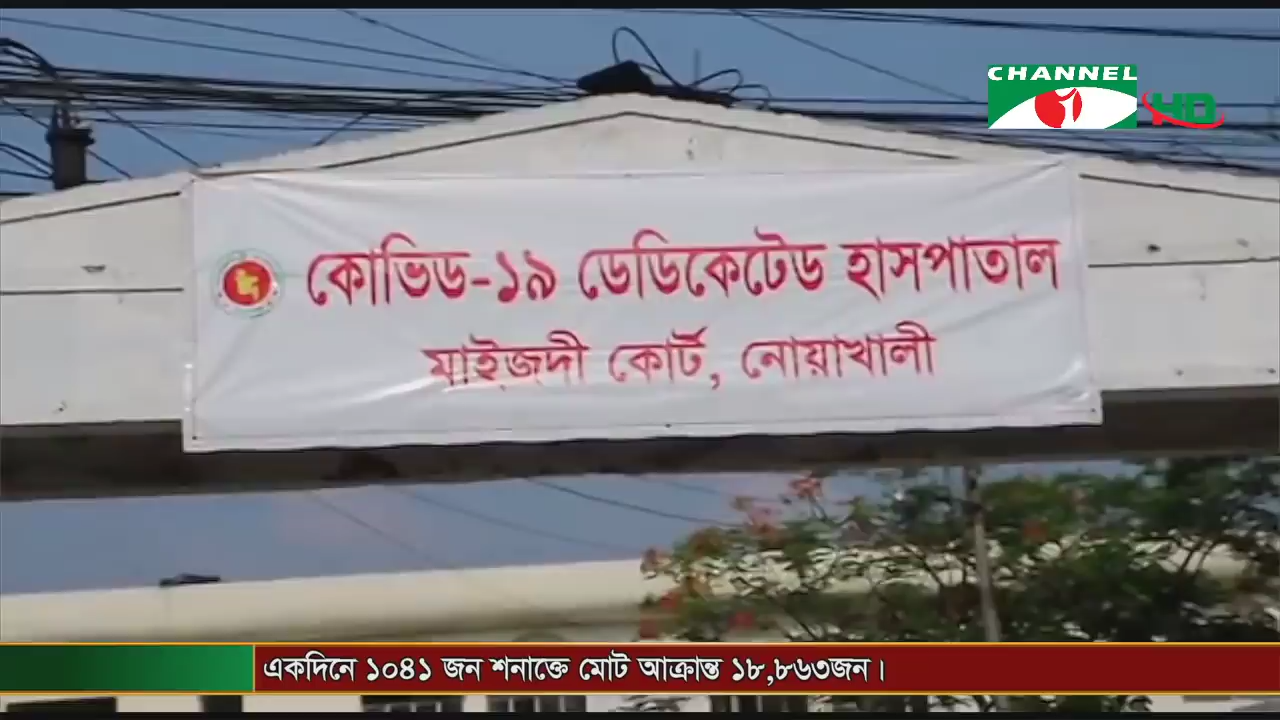 CHANNEL
i HD
কোভিড-১৯ ডেডিকেটেড হাসপাতাল
মাইজদী কোর্ট, নোয়াখালী
একদিনে ১০৪১ জন শনাক্তে মোট আক্রান্ত ১৮,৮৬৩জন।